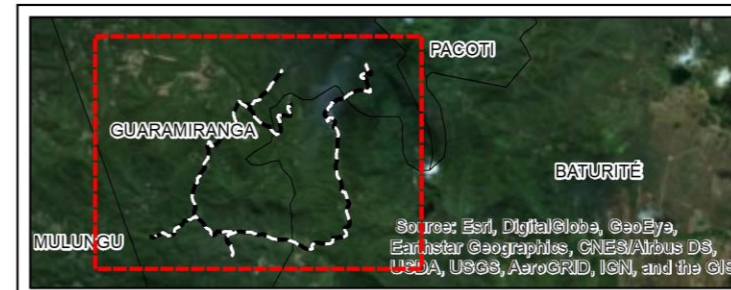 PACOTI
GUARAMIRANGA
BATURITÉ
MULUNGU
Source: Esri, DigitalGlobe, GeoEye,
Earthstar Geographics, CNES/Airbus DS,
USDA, USGS, AeroGRID, IGN, and the GIS